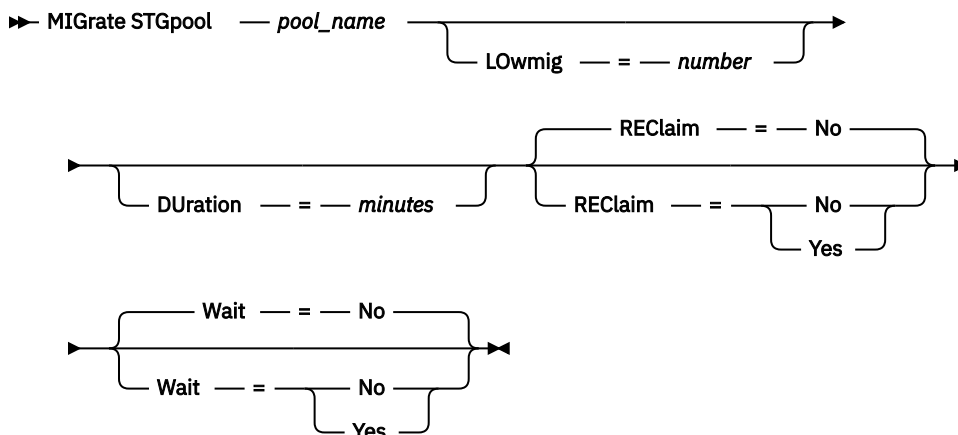 MIGrate STGpool pool_name
LOwmig = number
REClaim = No
DUration = minutes REClaim = No
Yes
Wait = No
Wait = No
Yes